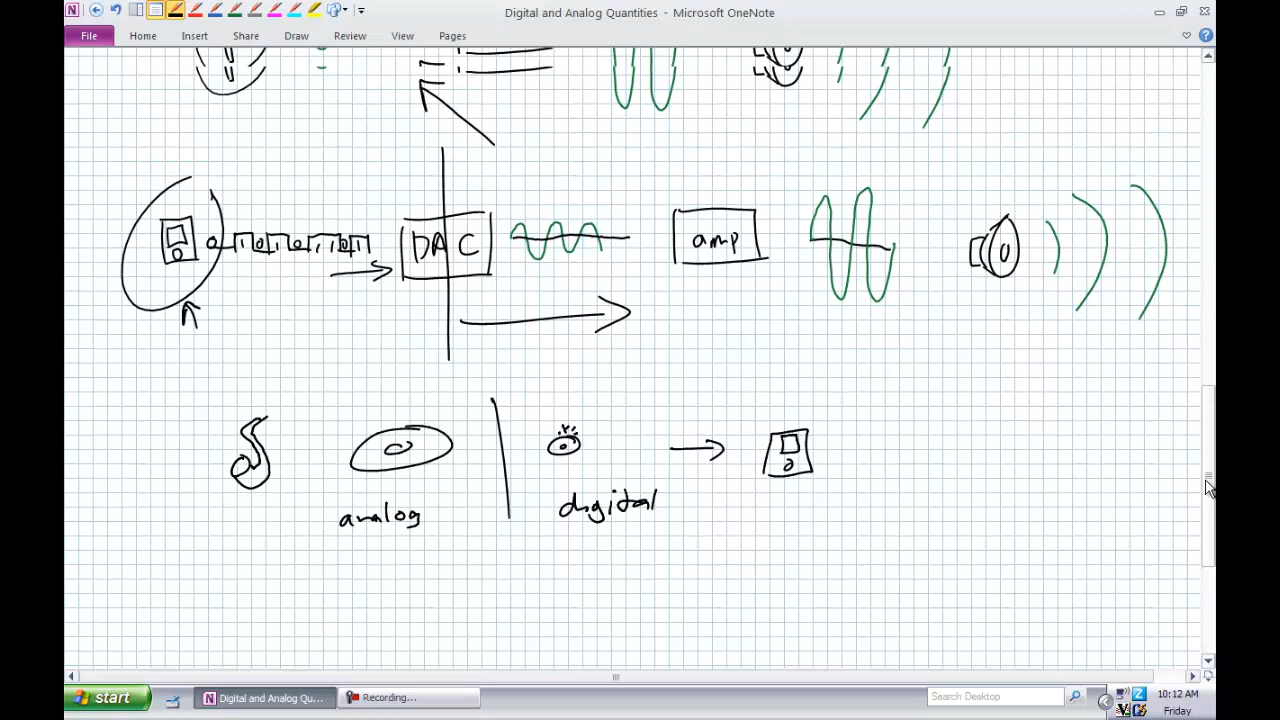 Digital and Analog Quantities - Microsoft OneNote
File Home Insert Share Draw Review View Pages
DAC
amp
analog
digital
start
Digital and Analog Qu...
Recording...
Search Desktop
10:12 AM
Friday